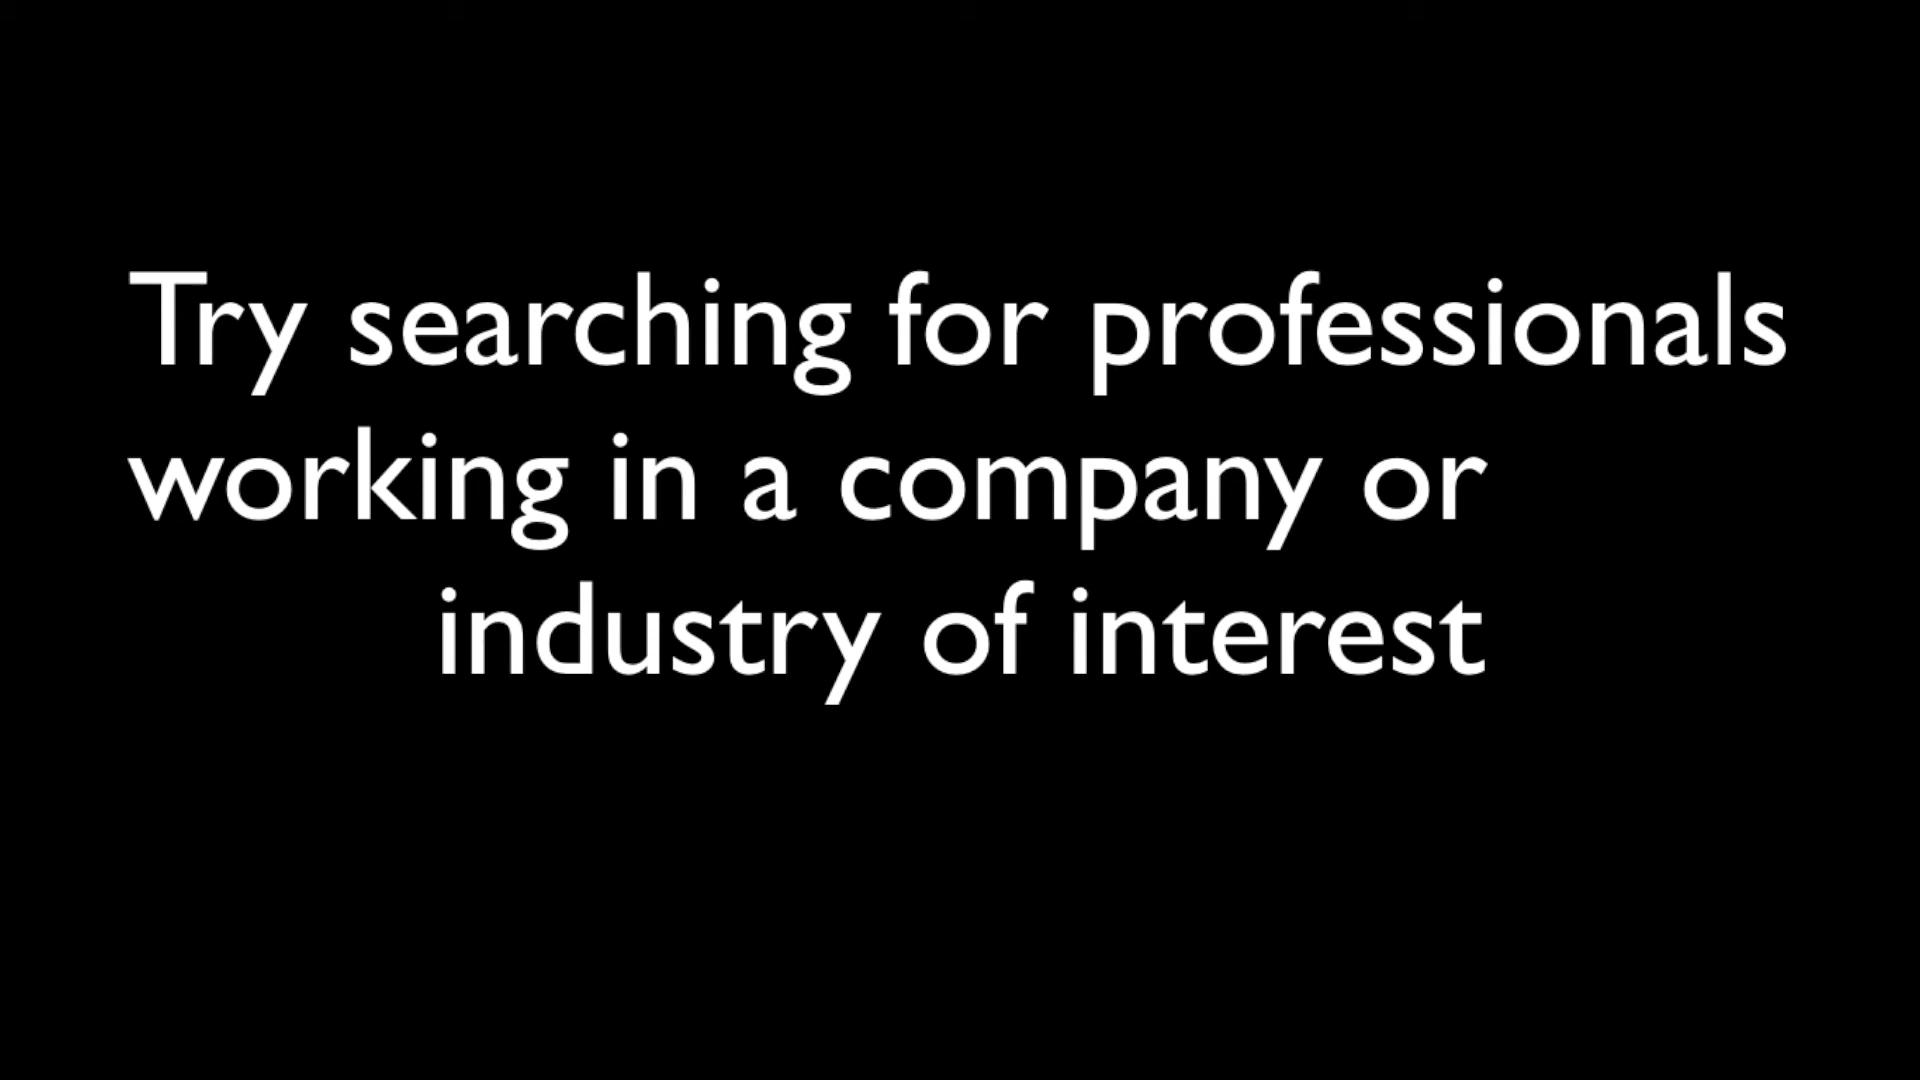 Try searching for professionals
working in a company or
industry of interest